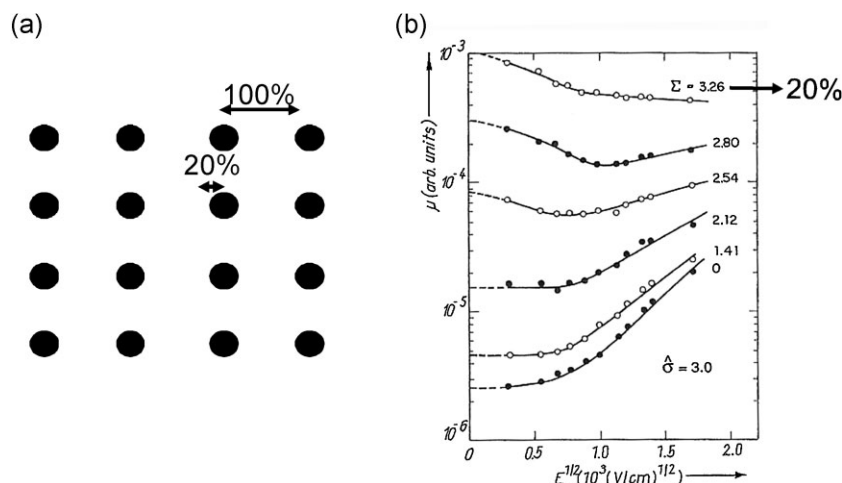 (a)
100%
20%
(b)
10⁻³
10⁻⁴
10⁻⁵
10⁻⁶
μ (arb. units)
Σ = 3.26
20%
2.80
2.54
2.12
1.41
0
σ̂ = 3.0
0 0.5 1.0 1.5 2.0
E^1/2 (10³ (V/cm)^1/2)